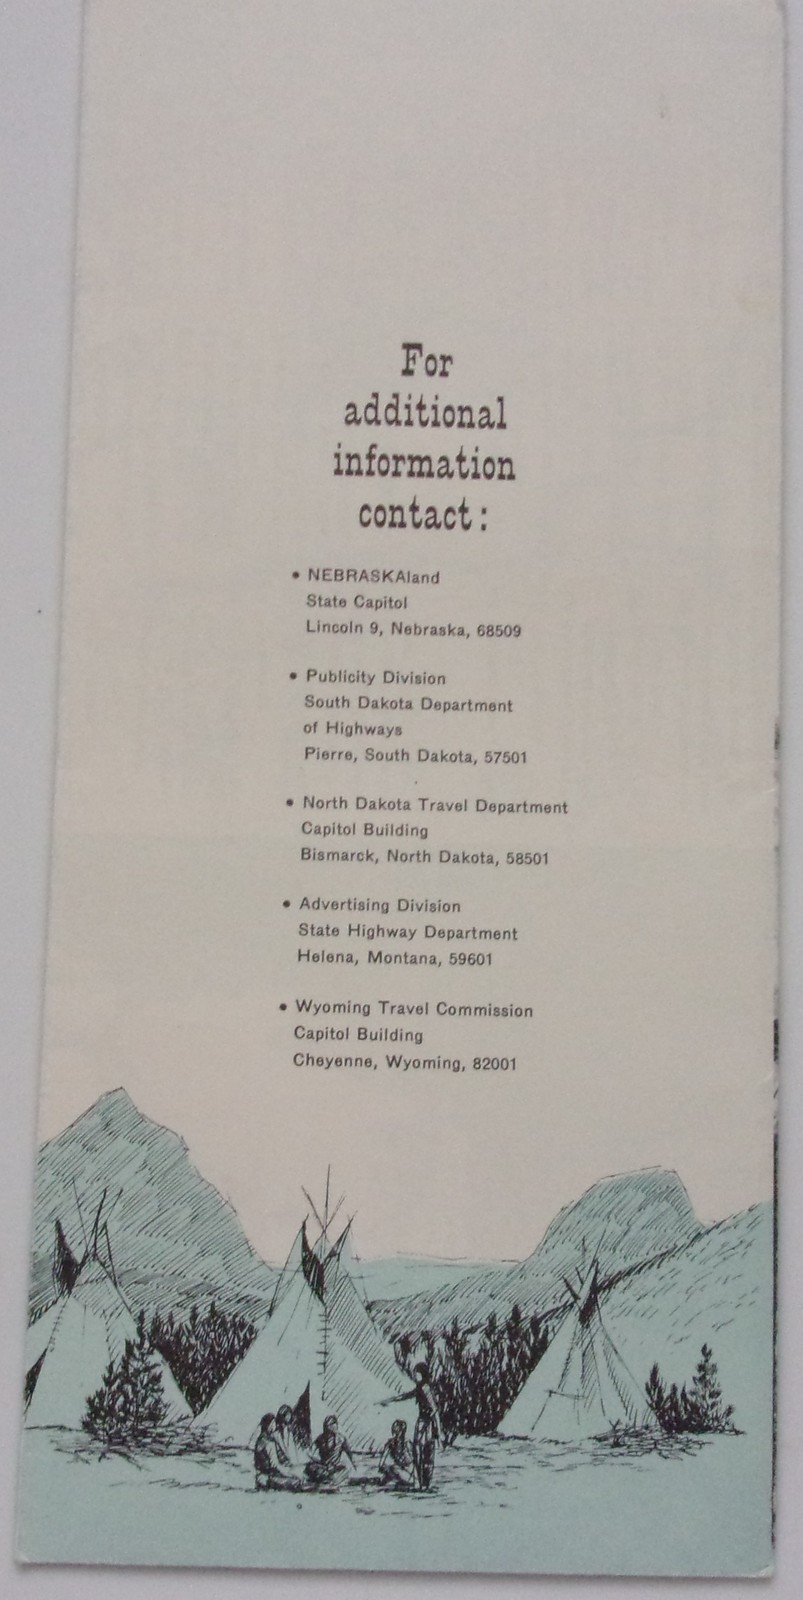 For
additional
information
contact:
• NEBRASKAland
State Capitol
Lincoln 9, Nebraska, 68509
• Publicity Division
South Dakota Department
of Highways
Pierre, South Dakota, 57501
• North Dakota Travel Department
Capitol Building
Bismarck, North Dakota, 58501
• Advertising Division
State Highway Department
Helena, Montana, 59601
• Wyoming Travel Commission
Capitol Building
Cheyenne, Wyoming, 82001